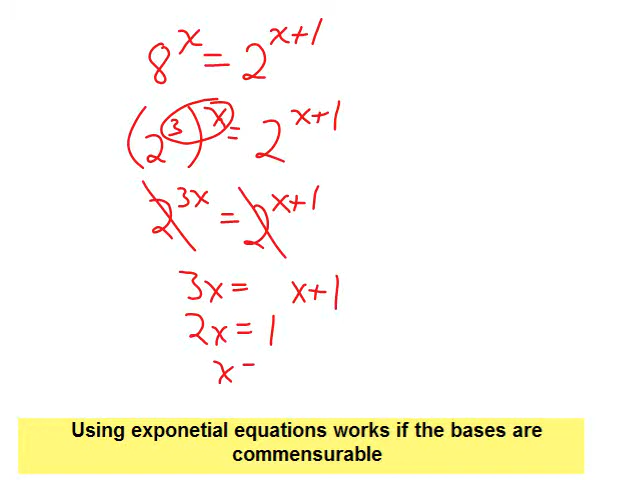 8^x = 2^{x+1}
(2^3)^x = 2^{x+1}
2^{3x} = 2^{x+1}
3x = x+1
2x = 1
x =
Using exponetial equations works if the bases are
commensurable